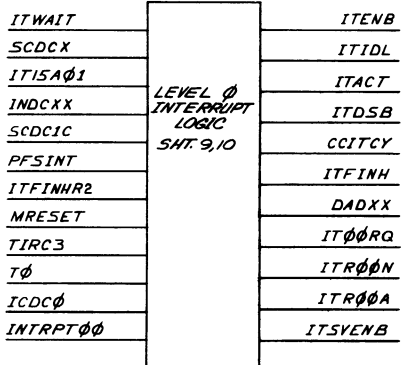 ITWAIT
SCDCX
ITISAØ1
INDCXX
SCDC1C
PFSINT
ITFINHR2
MRESET
TIRC3
TØ
ICDCØ
INTRPTØØ
LEVEL Ø
INTERRUPT
LOGIC
SHT. 9,10
ITENB
ITIDL
ITACT
ITDSB
CCITCY
ITFINH
DADXX
ITØØRQ
ITRØØN
ITRØØA
ITSVENB